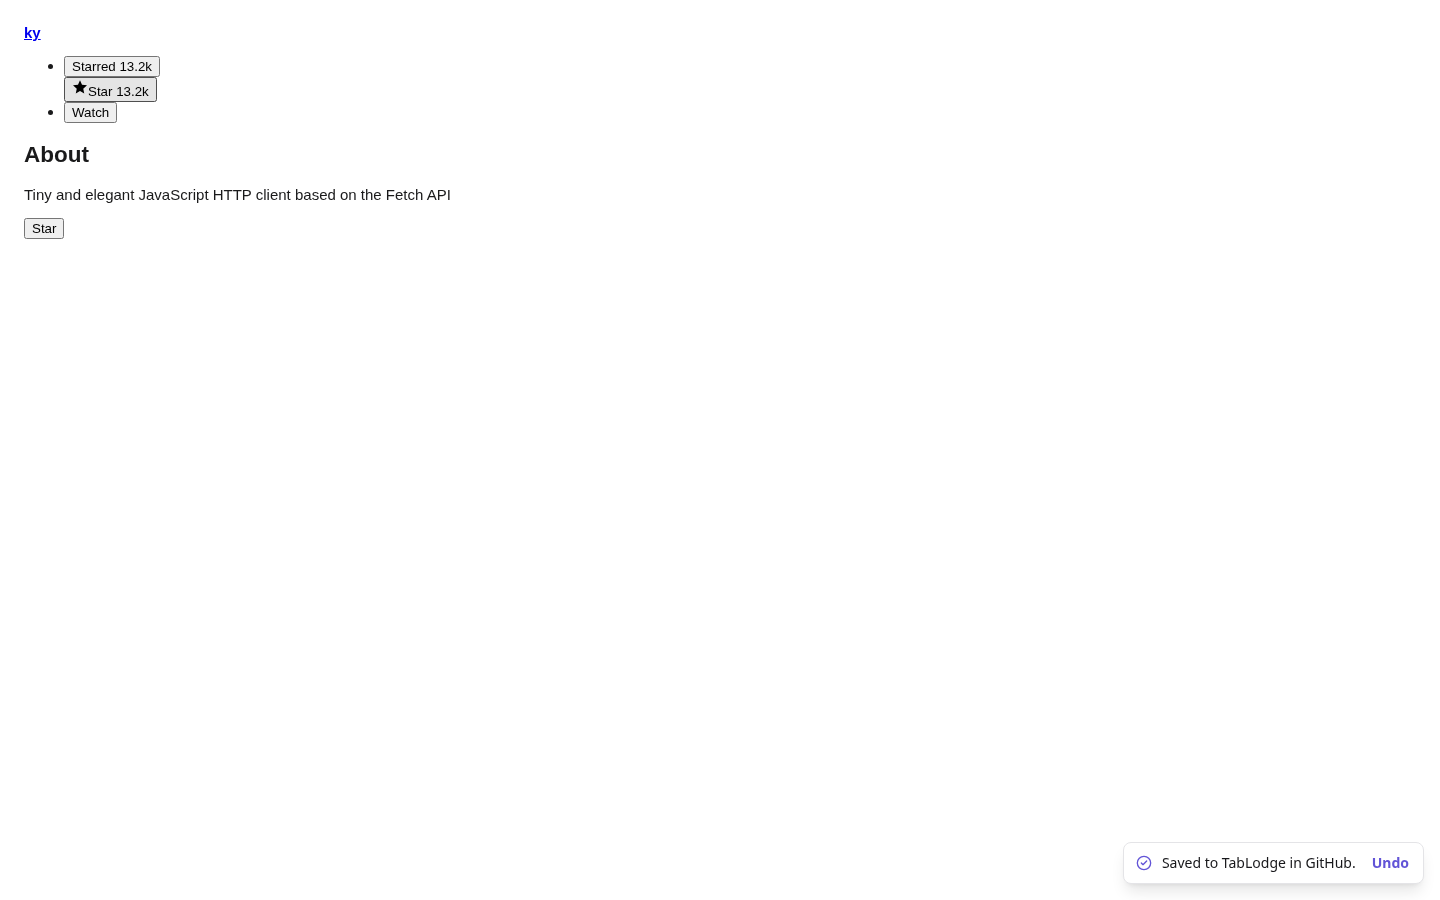 ky
Starred 13.2k
Star 13.2k
Watch
About
Tiny and elegant JavaScript HTTP client based on the Fetch API
Star
Saved to TabLodge in GitHub. Undo